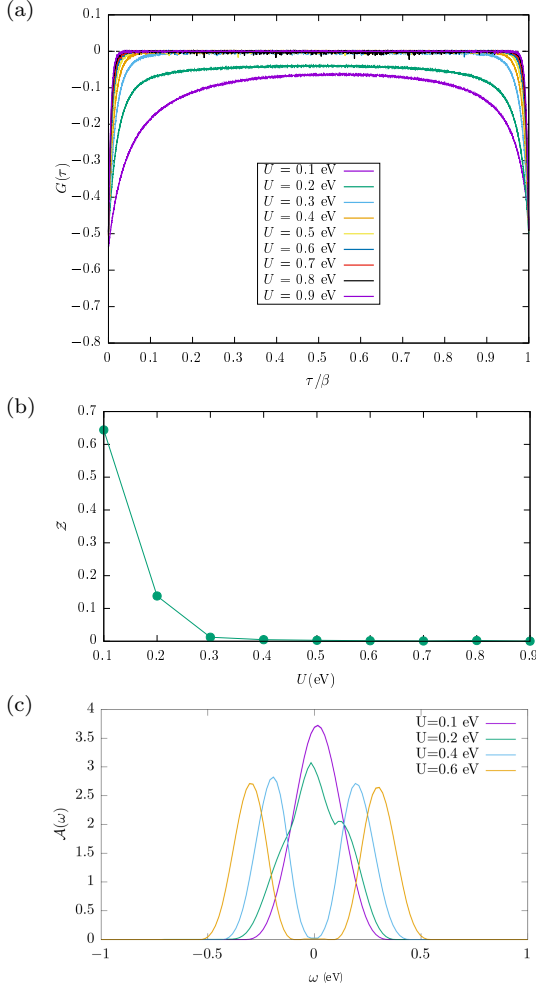 (a)
0.1
0
−0.1
−0.2
−0.3
−0.4
−0.5
−0.6
−0.7
−0.8
G(τ)
U = 0.1 eV
U = 0.2 eV
U = 0.3 eV
U = 0.4 eV
U = 0.5 eV
U = 0.6 eV
U = 0.7 eV
U = 0.8 eV
U = 0.9 eV
0 0.1 0.2 0.3 0.4 0.5 0.6 0.7 0.8 0.9 1
τ/β
(b)
0.7
0.6
0.5
0.4
0.3
0.2
0.1
0
Z
0.1 0.2 0.3 0.4 0.5 0.6 0.7 0.8 0.9
U(eV)
(c)
4
3.5
3
2.5
2
1.5
1
0.5
0
A(ω)
U=0.1 eV
U=0.2 eV
U=0.4 eV
U=0.6 eV
−1 −0.5 0 0.5 1
ω (eV)